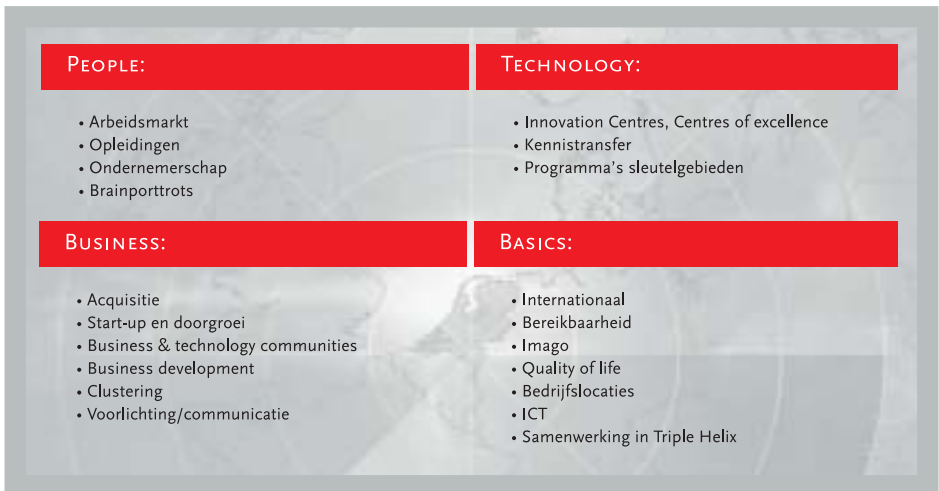 PEOPLE:
• Arbeidsmarkt
• Opleidingen
• Ondernemerschap
• Brainporttrots
TECHNOLOGY:
• Innovation Centres, Centres of excellence
• Kennistransfer
• Programma's sleutelgebieden
BUSINESS:
• Acquisitie
• Start-up en doorgroei
• Business & technology communities
• Business development
• Clustering
• Voorlichting/communicatie
BASICS:
• Internationaal
• Bereikbaarheid
• Imago
• Quality of life
• Bedrijfslocaties
• ICT
• Samenwerking in Triple Helix